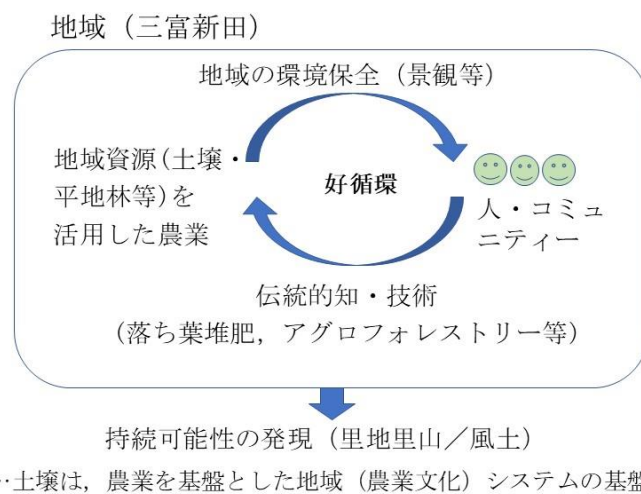 地域（三富新田）
地域の環境保全（景観等）
地域資源（土壌・
平地林等）を
活用した農業
好循環
人・コミュ
ニティー
伝統的知・技術
（落ち葉堆肥，アグロフォレストリー等）
持続可能性の発現（里地里山／風土）
…土壌は，農業を基盤とした地域（農業文化）システムの基盤